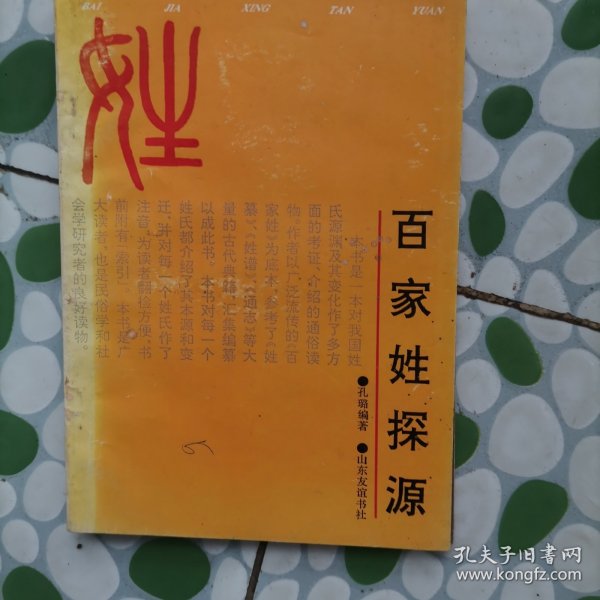 BAI JIA XING TAN YUAN
姓
百家姓探源
●孔璐编著 ●山东友谊书社
本书是一本对我国姓
氏源渊及其变化作了多方
面的考证、介绍的通俗读
物。作者以广泛流传的《百
家姓》为底本,参考了《姓
纂》、《姓谱》、《通志》等大
量的古代典籍,汇集编纂
以成此书。本书对每一个
姓氏都介绍了其本源和变
迁,并对每一个姓氏作了
注音。为读者翻检方便,书
前附有“索引”。本书是广
大读者、也是民俗学和社
会学研究者的良好读物。
孔夫子旧书网
www.kongfz.com